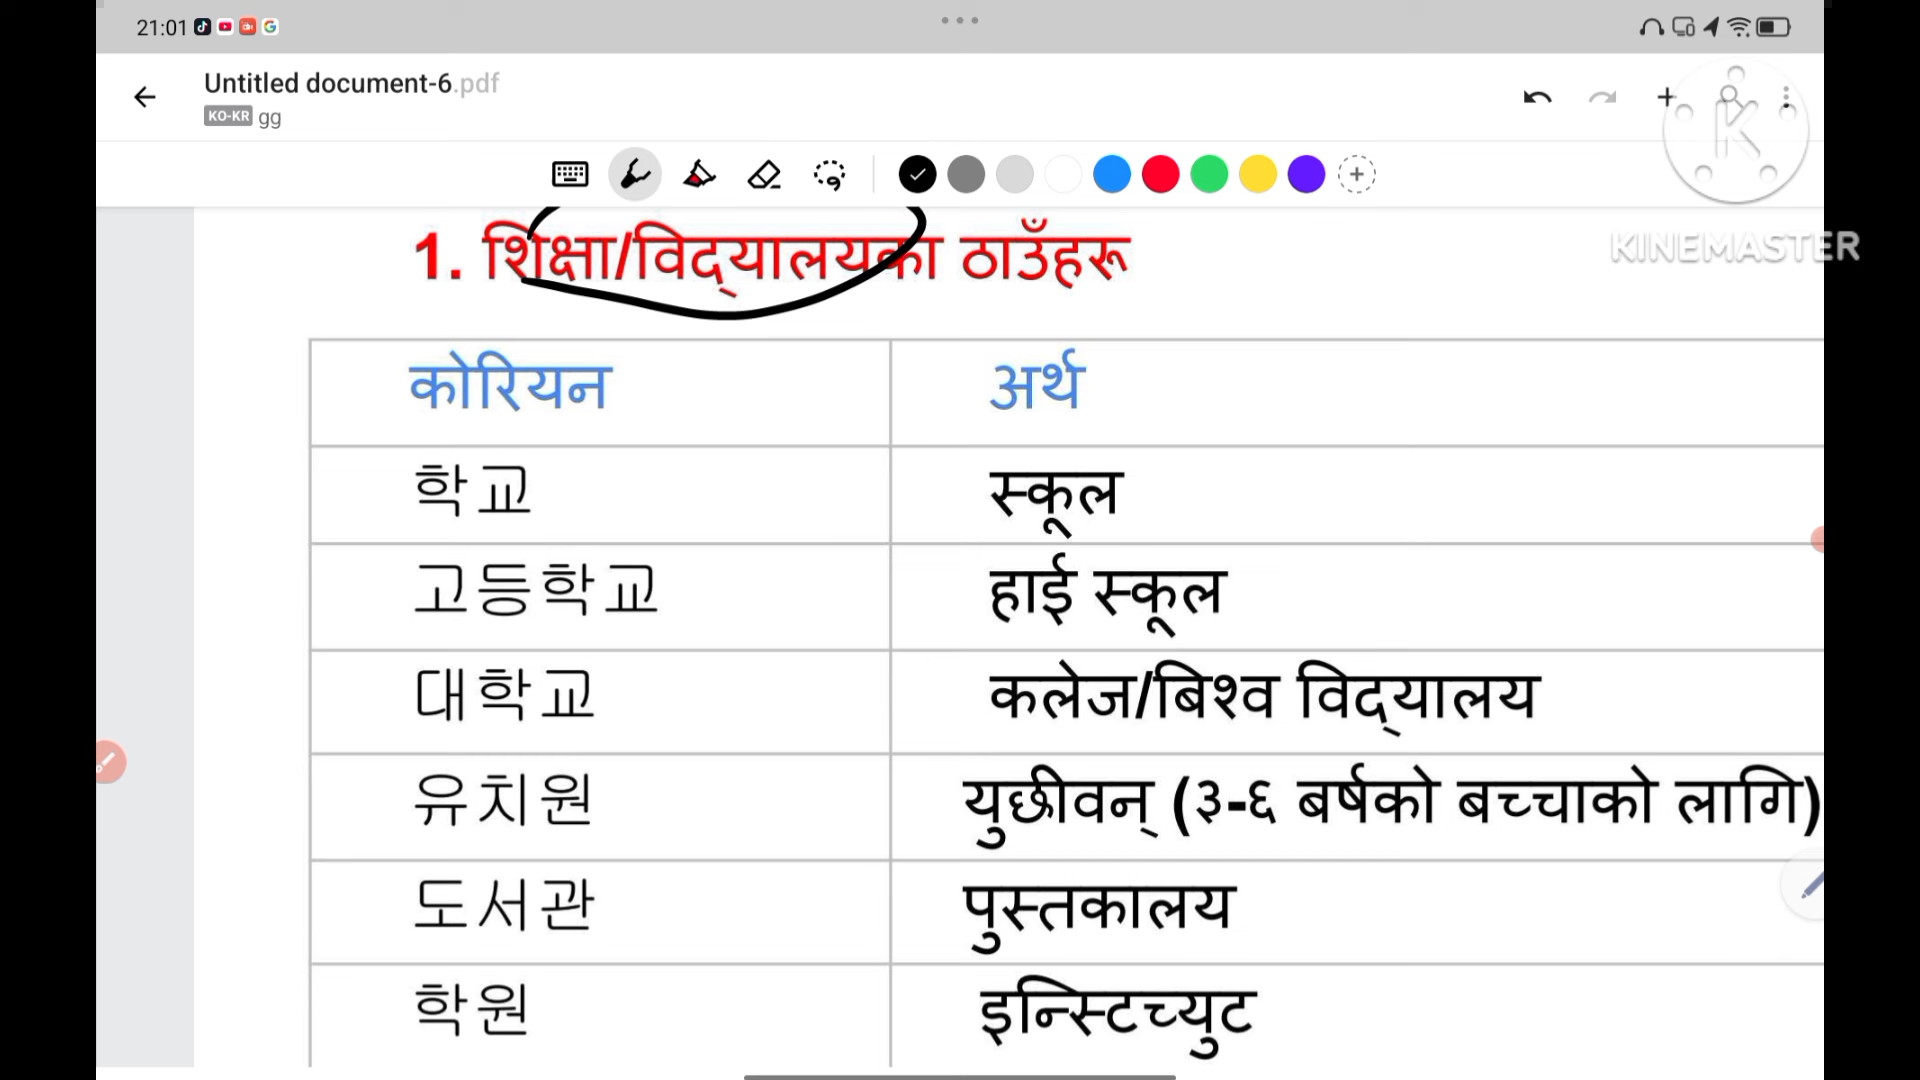 21:01
Untitled document-6.pdf
KO-KR gg
KINEMASTER
1. शिक्षा/विद्यालयका ठाउँहरू
कोरियन अर्थ
학교 स्कूल
고등학교 हाई स्कूल
대학교 कलेज/बिश्व विद्यालय
유치원 युछीवन् (३-६ बर्षको बच्चाको लागि)
도서관 पुस्तकालय
학원 इन्स्टिच्युट